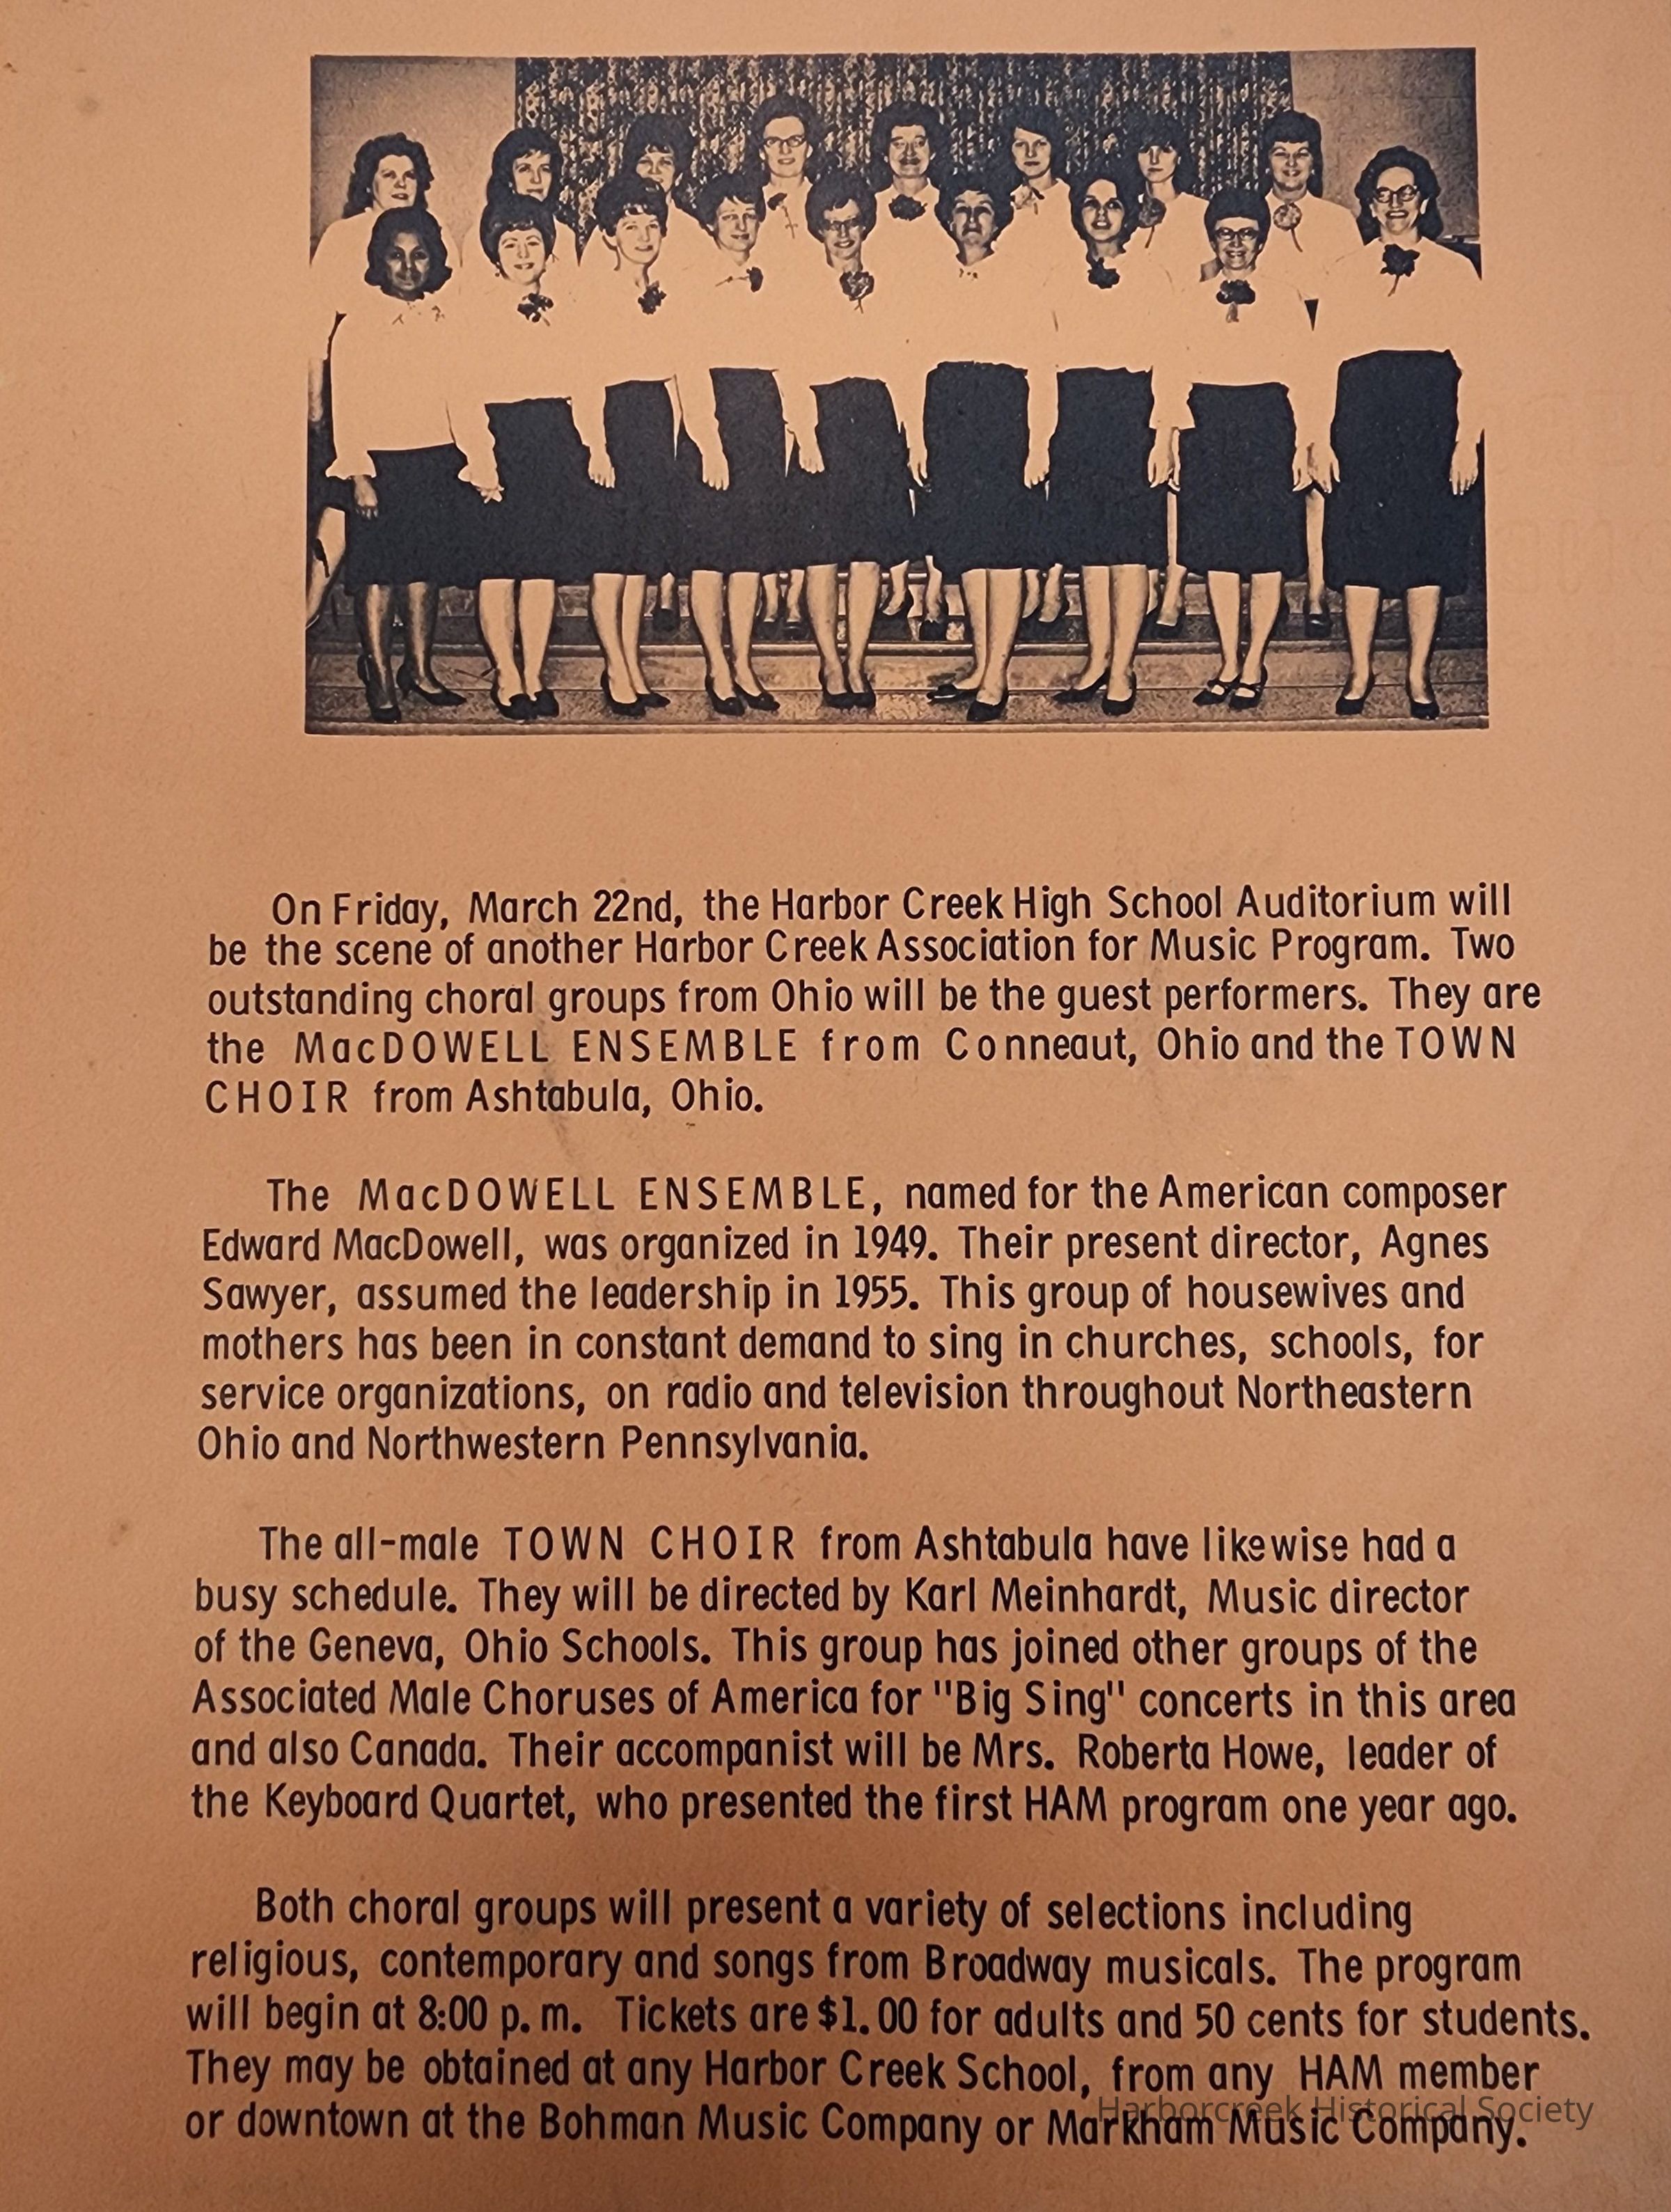 On Friday, March 22nd, the Harbor Creek High School Auditorium will
be the scene of another Harbor Creek Association for Music Program. Two
outstanding choral groups from Ohio will be the guest performers. They are
the MacDOWELL ENSEMBLE from Conneaut, Ohio and the TOWN
CHOIR from Ashtabula, Ohio.
The MacDOWELL ENSEMBLE, named for the American composer
Edward MacDowell, was organized in 1949. Their present director, Agnes
Sawyer, assumed the leadership in 1955. This group of housewives and
mothers has been in constant demand to sing in churches, schools, for
service organizations, on radio and television throughout Northeastern
Ohio and Northwestern Pennsylvania.
The all-male TOWN CHOIR from Ashtabula have likewise had a
busy schedule. They will be directed by Karl Meinhardt, Music director
of the Geneva, Ohio Schools. This group has joined other groups of the
Associated Male Choruses of America for "Big Sing" concerts in this area
and also Canada. Their accompanist will be Mrs. Roberta Howe, leader of
the Keyboard Quartet, who presented the first HAM program one year ago.
Both choral groups will present a variety of selections including
religious, contemporary and songs from Broadway musicals. The program
will begin at 8:00 p. m. Tickets are $1.00 for adults and 50 cents for students.
They may be obtained at any Harbor Creek School, from any HAM member
or downtown at the Bohman Music Company or Markham Music Company.
Harborcreek Historical Society